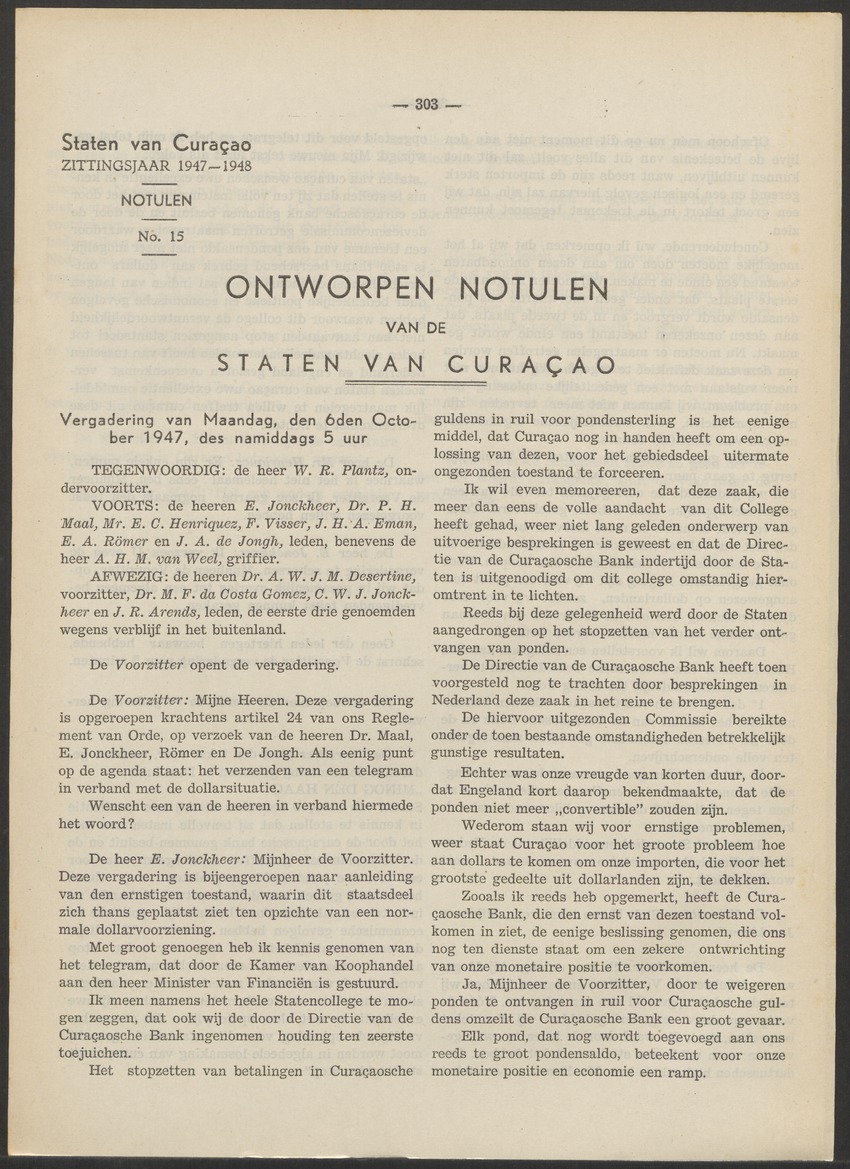 — 303 —
Staten van Curaçao
ZITTINGSJAAR 1947—1948
NOTULEN
No. 15
ONTWORPEN NOTULEN
VAN DE
STATEN VAN CURAÇAO
Vergadering van Maandag, den 6den Octo-
ber 1947, des namiddags 5 uur
TEGENWOORDIG: de heer W. R. Plantz, on-
dervoorzitter.
VOORTS: de heeren E. Jonckheer, Dr. P. H.
Maal, Mr. E. C. Henriquez, F. Visser, J. H. A. Eman,
E. A. Römer en J. A. de Jongh, leden, benevens de
heer A. H. M. van Weel, griffier.
AFWEZIG: de heeren Dr. A. W. J. M. Desertine,
voorzitter, Dr. M. F. da Costa Gomez, C. W. J. Jonck-
heer en J. R. Arends, leden, de eerste drie genoemden
wegens verblijf in het buitenland.
De Voorzitter opent de vergadering.
De Voorzitter: Mijne Heeren. Deze vergadering
is opgeroepen krachtens artikel 24 van ons Regle-
ment van Orde, op verzoek van de heeren Dr. Maal,
E. Jonckheer, Römer en De Jongh. Als eenig punt
op de agenda staat: het verzenden van een telegram
in verband met de dollarsituatie.
Wenscht een van de heeren in verband hiermede
het woord?
De heer E. Jonckheer: Mijnheer de Voorzitter.
Deze vergadering is bijeengeroepen naar aanleiding
van den ernstigen toestand, waarin dit staatsdeel
zich thans geplaatst ziet ten opzichte van een nor-
male dollarvoorziening.
Met groot genoegen heb ik kennis genomen van
het telegram, dat door de Kamer van Koophandel
aan den heer Minister van Financiën is gestuurd.
Ik meen namens het heele Statencollege te mo-
gen zeggen, dat ook wij de door de Directie van de
Curaçaosche Bank ingenomen houding ten zeerste
toejuichen.
Het stopzetten van betalingen in Curaçaosche
guldens in ruil voor pondensterling is het eenige
middel, dat Curaçao nog in handen heeft om een op-
lossing van dezen, voor het gebiedsdeel uitermate
ongezonden toestand te forceeren.
Ik wil even memoreeren, dat deze zaak, die
meer dan eens de volle aandacht van dit College
heeft gehad, weer niet lang geleden onderwerp van
uitvoerige besprekingen is geweest en dat de Direc-
tie van de Curaçaosche Bank indertijd door de Sta-
ten is uitgenoodigd om dit college omstandig hier-
omtrent in te lichten.
Reeds bij deze gelegenheid werd door de Staten
aangedrongen op het stopzetten van het verder ont-
vangen van ponden.
De Directie van de Curaçaosche Bank heeft toen
voorgesteld nog te trachten door besprekingen in
Nederland deze zaak in het reine te brengen.
De hiervoor uitgezonden Commissie bereikte
onder de toen bestaande omstandigheden betrekkelijk
gunstige resultaten.
Echter was onze vreugde van korten duur, door-
dat Engeland kort daarop bekendmaakte, dat de
ponden niet meer „convertible” zouden zijn.
Wederom staan wij voor ernstige problemen,
weer staat Curaçao voor het groote probleem hoe
aan dollars te komen om onze importen, die voor het
grootste gedeelte uit dollarlanden zijn, te dekken.
Zooals ik reeds heb opgemerkt, heeft de Cura-
çaosche Bank, die den ernst van dezen toestand vol-
komen in ziet, de eenige beslissing genomen, die ons
nog ten dienste staat om een zekere ontwrichting
van onze monetaire positie te voorkomen.
Ja, Mijnheer de Voorzitter, door te weigeren
ponden te ontvangen in ruil voor Curaçaosche gul-
dens omzeilt de Curaçaosche Bank een groot gevaar.
Elk pond, dat nog wordt toegevoegd aan ons
reeds te groot pondensaldo, beteekent voor onze
monetaire positie en economie een ramp.